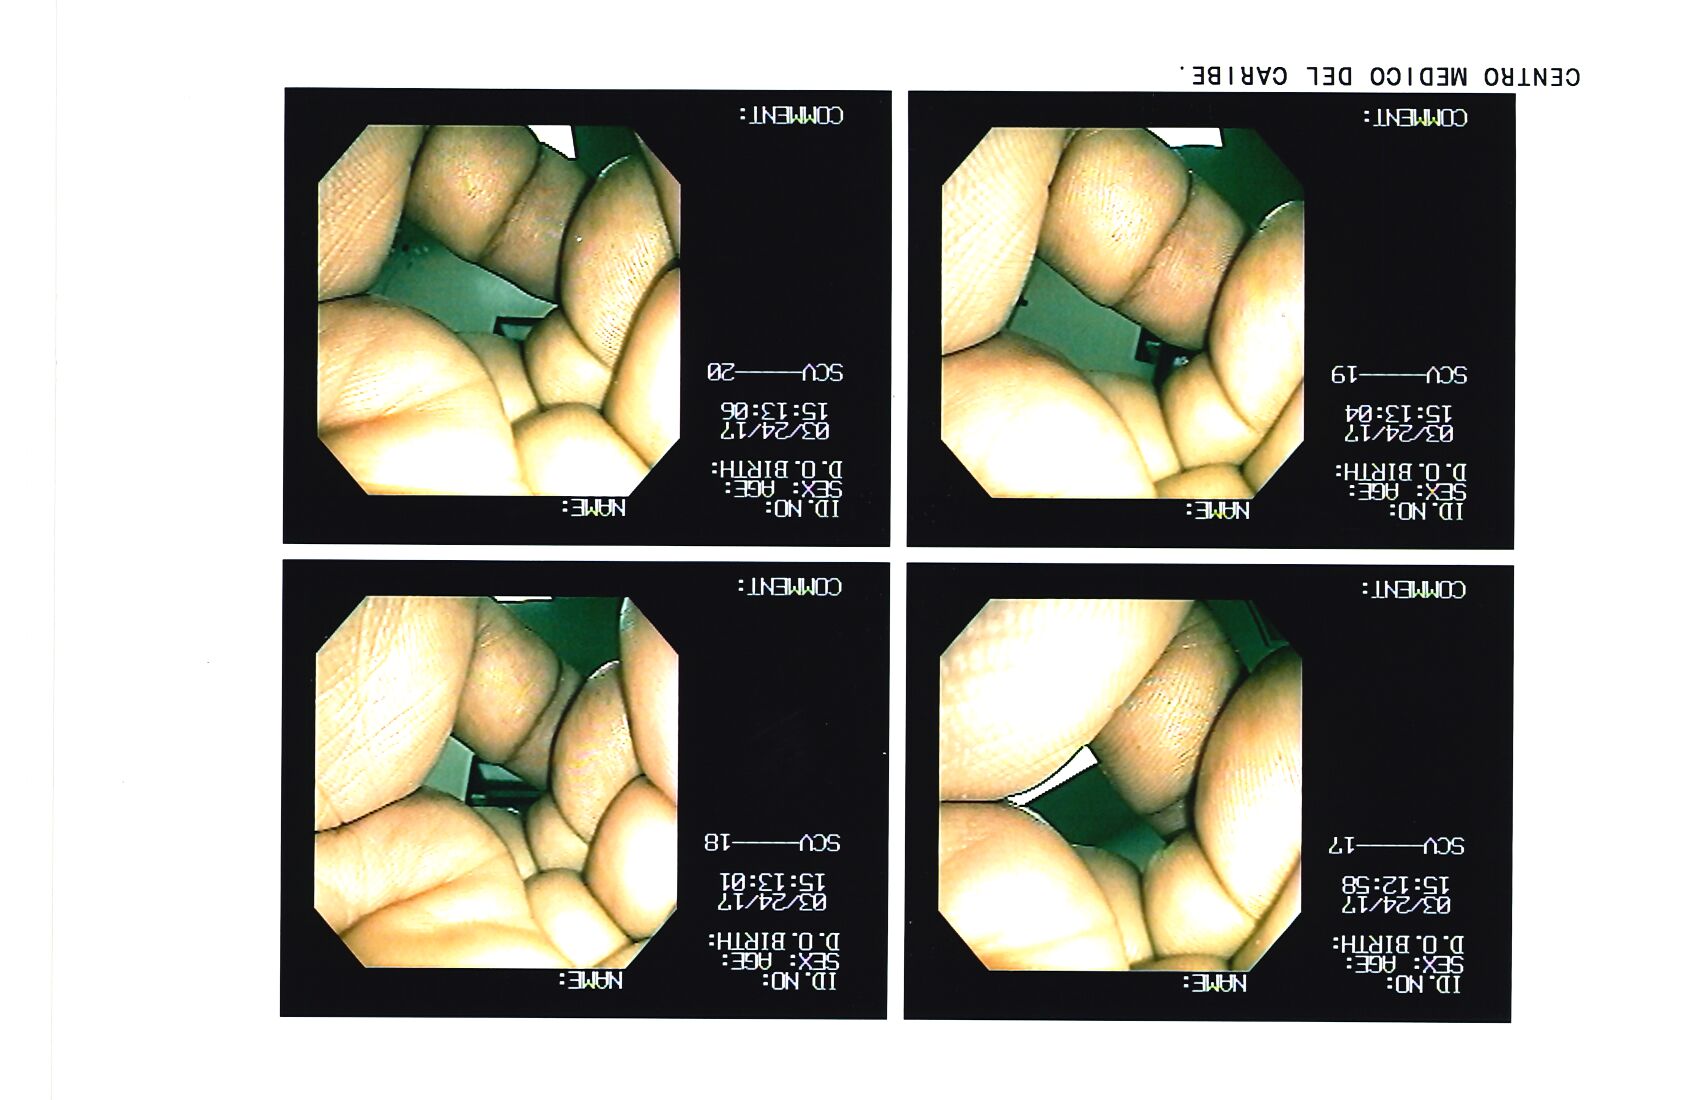 ID.NO: NAME:
SEX: AGE:
D.O.BIRTH:
03/24/17
15:12:58
SCV———17
COMMENT:
ID.NO: NAME:
SEX: AGE:
D.O.BIRTH:
03/24/17
15:13:01
SCV———18
COMMENT:
ID.NO: NAME:
SEX: AGE:
D.O.BIRTH:
03/24/17
15:13:04
SCV———19
COMMENT:
ID.NO: NAME:
SEX: AGE:
D.O.BIRTH:
03/24/17
15:13:06
SCV———20
COMMENT:
CENTRO MEDICO DEL CARIBE.